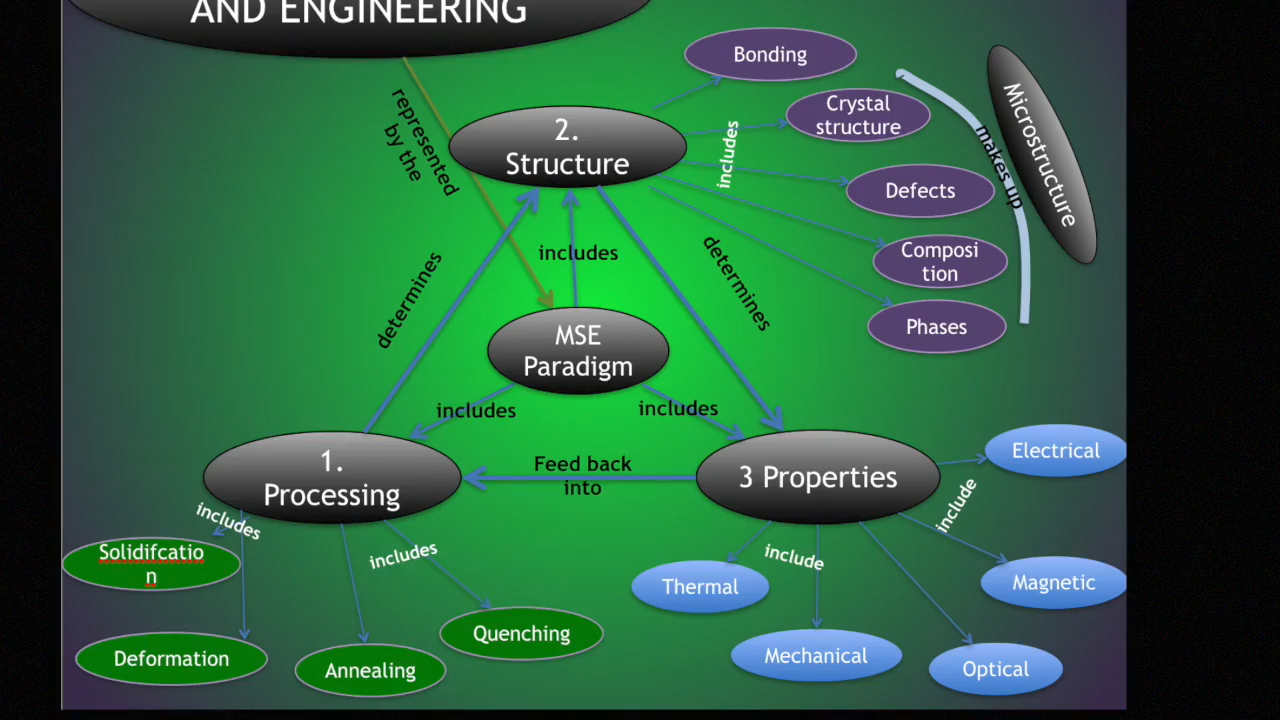 AND ENGINEERING
Bonding
Crystal
structure
Microstructure
represented
by the
2.
Structure
includes
makes up
Defects
determines
includes
determines
Composi
tion
Phases
MSE
Paradigm
includes
includes
1.
Processing
Feed back
into
3 Properties
Electrical
includes
include
Solidifcatio
n
includes
include
Thermal
Magnetic
Quenching
Deformation
Annealing
Mechanical
Optical